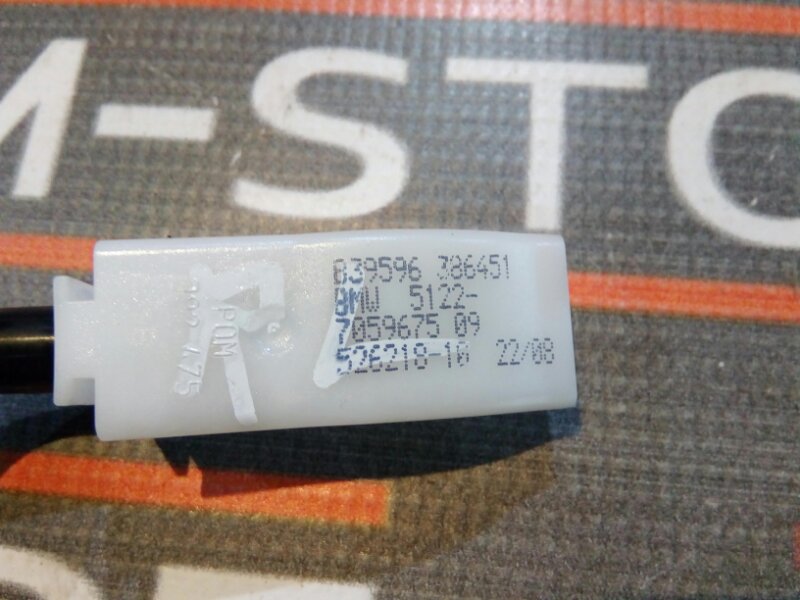 M-STO
839596 386451
BMW 5122-
7059675 09
526218-10 22/08
POM